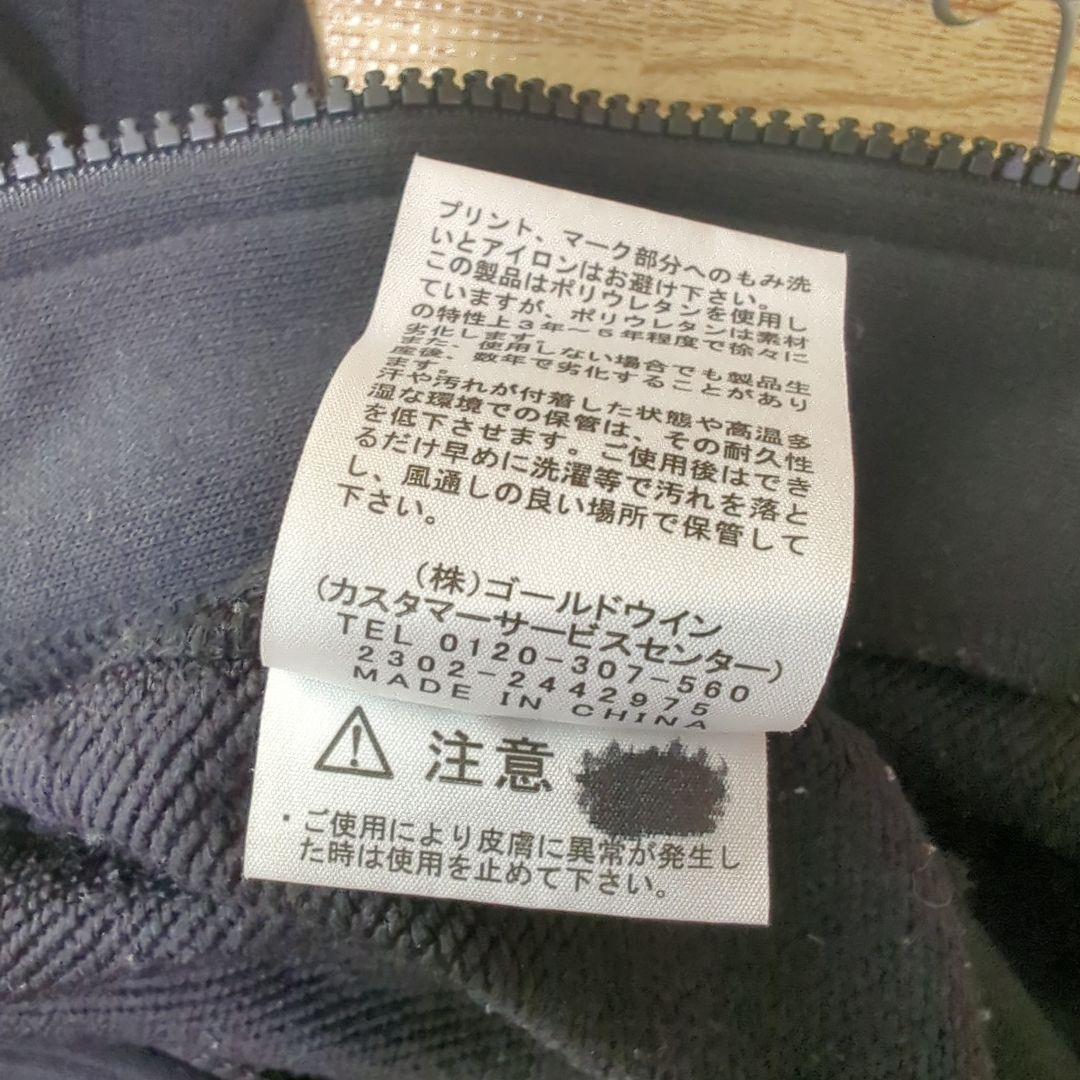 プリント、マーク部分へのもみ洗
いとアイロンはお避け下さい。
この製品はポリウレタンを使用し
ていますが、ポリウレタンは素材
の特性上3年～5年程度で徐々に
劣化します。
また、使用しない場合でも製品生
産後、数年で劣化することがあり
ます。
汗や汚れが付着した状態や高温多
湿な環境での保管は、その耐久性
を低下させます。ご使用後はでき
るだけ早めに洗濯等で汚れを落と
し、風通しの良い場所で保管して
下さい。
(株)ゴールドウイン
(カスタマーサービスセンター)
TEL 0120-307-560
2302-2442975
MADE IN CHINA
注意
・ご使用により皮膚に異常が発生し
た時は使用を止めて下さい。